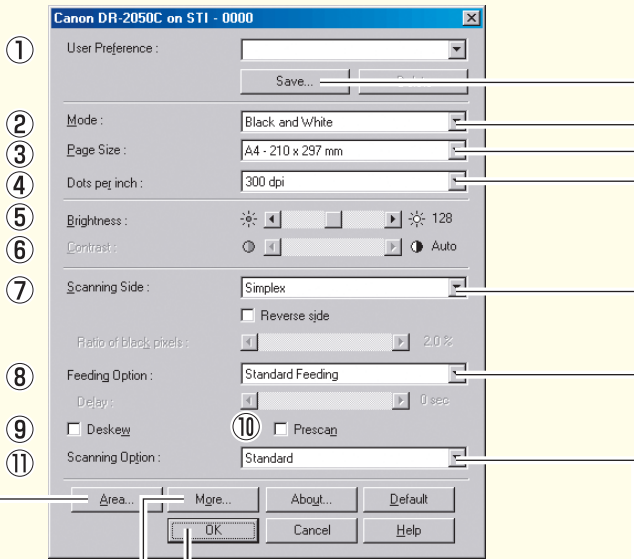 Canon DR-2050C on STI - 0000
① User Preference :
Save... Delete
② Mode : Black and White
③ Page Size : A4 - 210 x 297 mm
④ Dots per inch : 300 dpi
⑤ Brightness : 128
⑥ Contrast : Auto
⑦ Scanning Side : Simplex
Reverse side
Ratio of black pixels : 2.0 %
⑧ Feeding Option : Standard Feeding
Delay : 0 sec
⑨ Deskew ⑩ Prescan
⑪ Scanning Option : Standard
Area... More... About... Default
OK Cancel Help